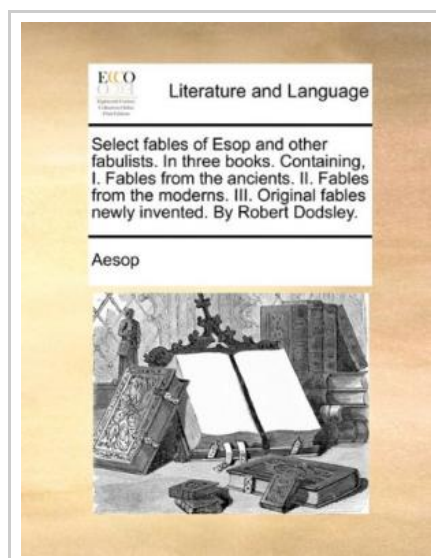 ECCO
Literature and Language
Select fables of Esop and other
fabulists. In three books. Containing,
I. Fables from the ancients. II. Fables
from the moderns. III. Original fables
newly invented. By Robert Dodsley.
Aesop